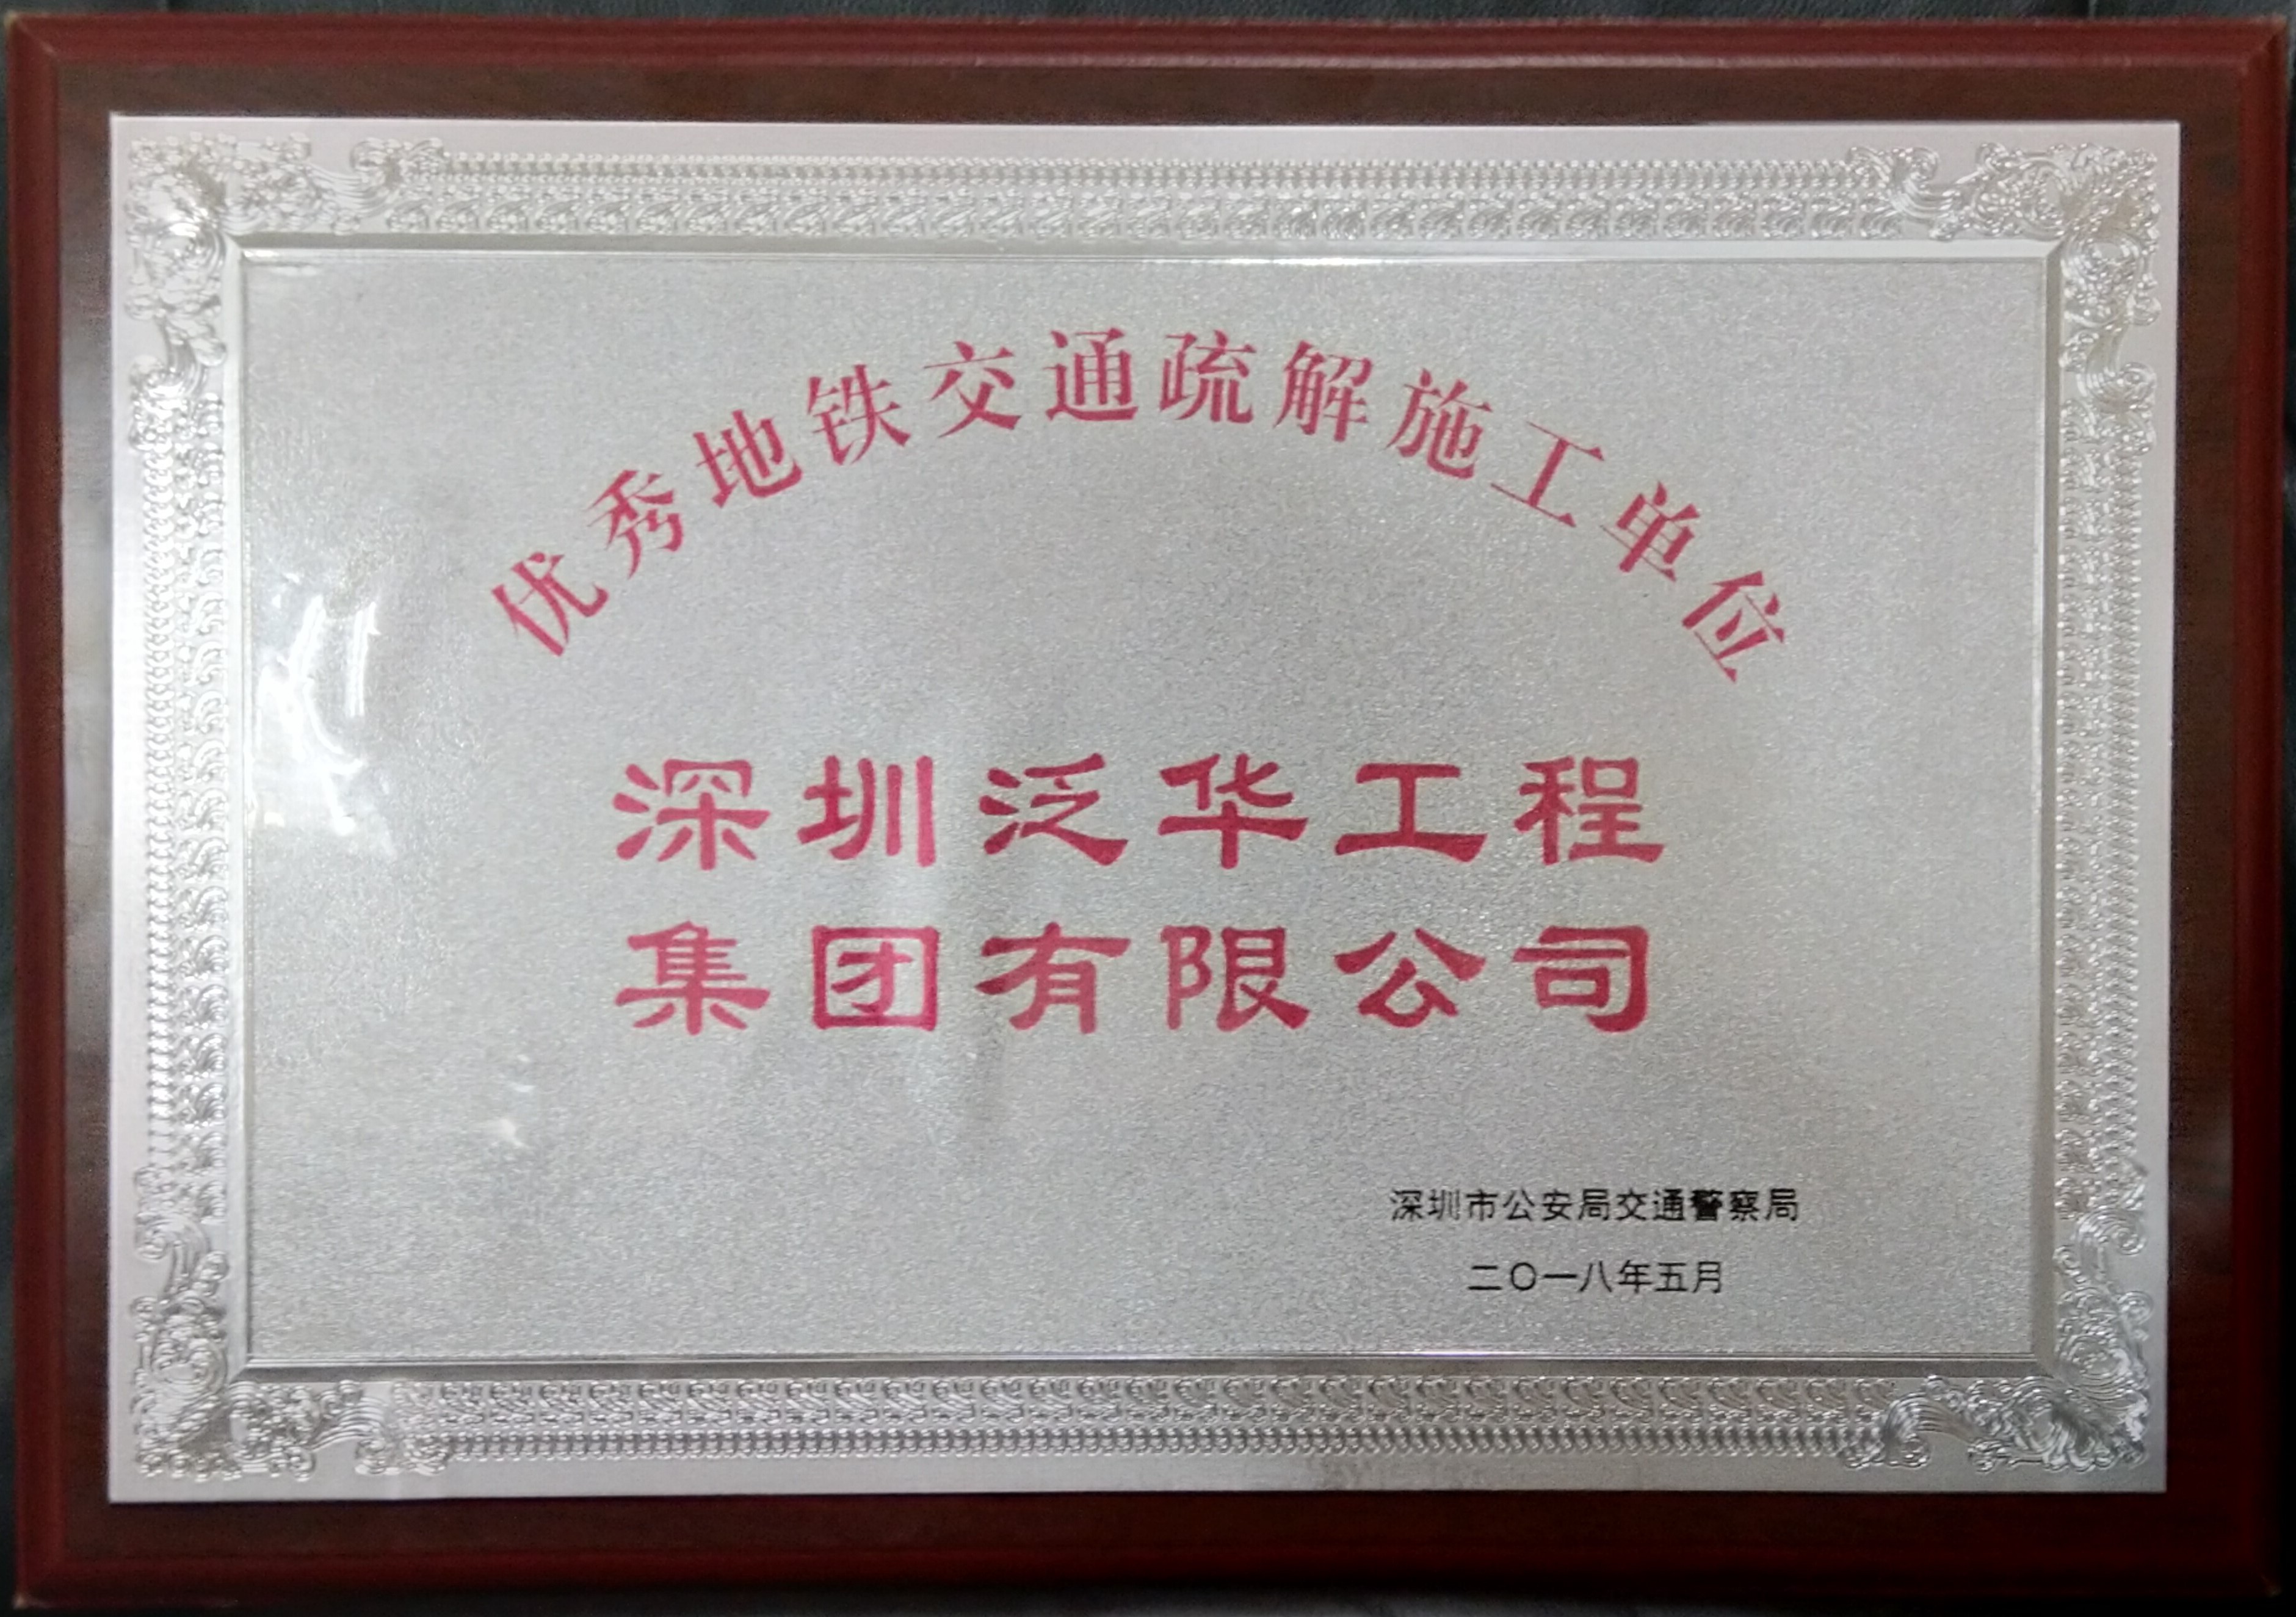 优秀地铁交通疏解施工单位
深圳泛华工程
集团有限公司
深圳市公安局交通警察局
二〇一八年五月